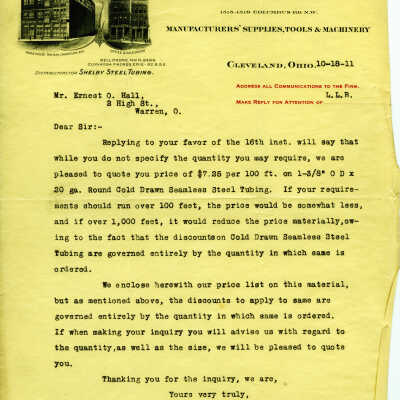 1515-1519 COLUMBUS RD. N.W.
MANUFACTURERS' SUPPLIES, TOOLS & MACHINERY
BELL PHONE, MAIN
CUYAHOGA PHONES, ERIE
DISTRIBUTORS FOR SHELBY STEEL TUBING.
CLEVELAND, OHIO, 10-18-11
ADDRESS ALL COMMUNICATIONS TO THE FIRM.
MAKE REPLY FOR ATTENTION OF L.L.R.
Mr. Ernest O. Hall,
2 High St.,
Warren, O.
Dear Sir:-
Replying to your favor of the 16th inst. will say that
while you do not specify the quantity you may require, we are
pleased to quote you price of $7.25 per 100 ft. on 1-3/8" O D x
20 ga. Round Cold Drawn Seamless Steel Tubing. If your require-
ments should run over 100 feet, the price would be somewhat less,
and if over 1,000 feet, it would reduce the price materially,ow-
ing to the fact that the discountson Cold Drawn Seamless Steel
Tubing are governed entirely by the quantity in which same is
ordered.
We enclose herewith our price list on this material,
but as mentioned above, the discounts to apply to same are
governed entirely by the quantity in which same is ordered.
If when making your inquiry you will advise us with regard to
the quantity,as well as the size, we will be pleased to quote
you.
Thanking you for the inquiry, we are,
Yours very truly,